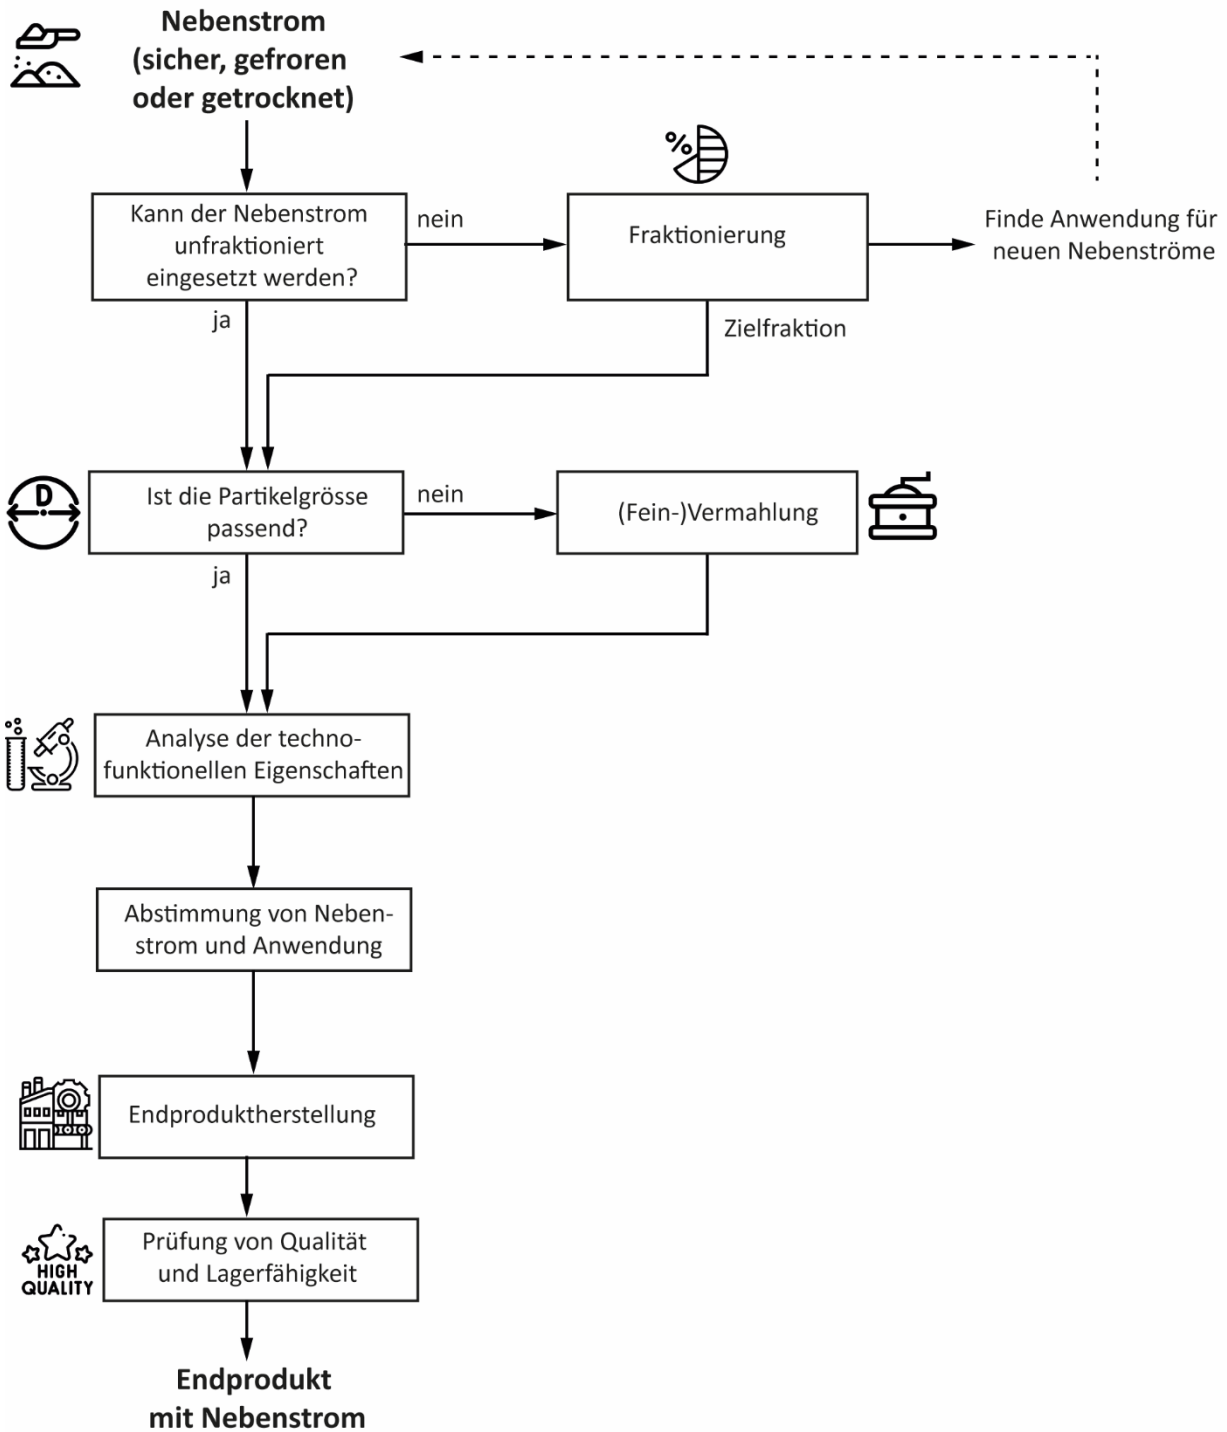 Nebenstrom
(sicher, gefroren
oder getrocknet)
%
Kann der Nebenstrom
unfraktioniert
eingesetzt werden?
nein
Fraktionierung
Finde Anwendung für
neuen Nebenströme
ja
Zielfraktion
D
Ist die Partikelgrösse
passend?
nein
(Fein-)Vermahlung
ja
Analyse der techno-
funktionellen Eigenschaften
Abstimmung von Neben-
strom und Anwendung
Endproduktherstellung
HIGH
QUALITY
Prüfung von Qualität
und Lagerfähigkeit
Endprodukt
mit Nebenstrom